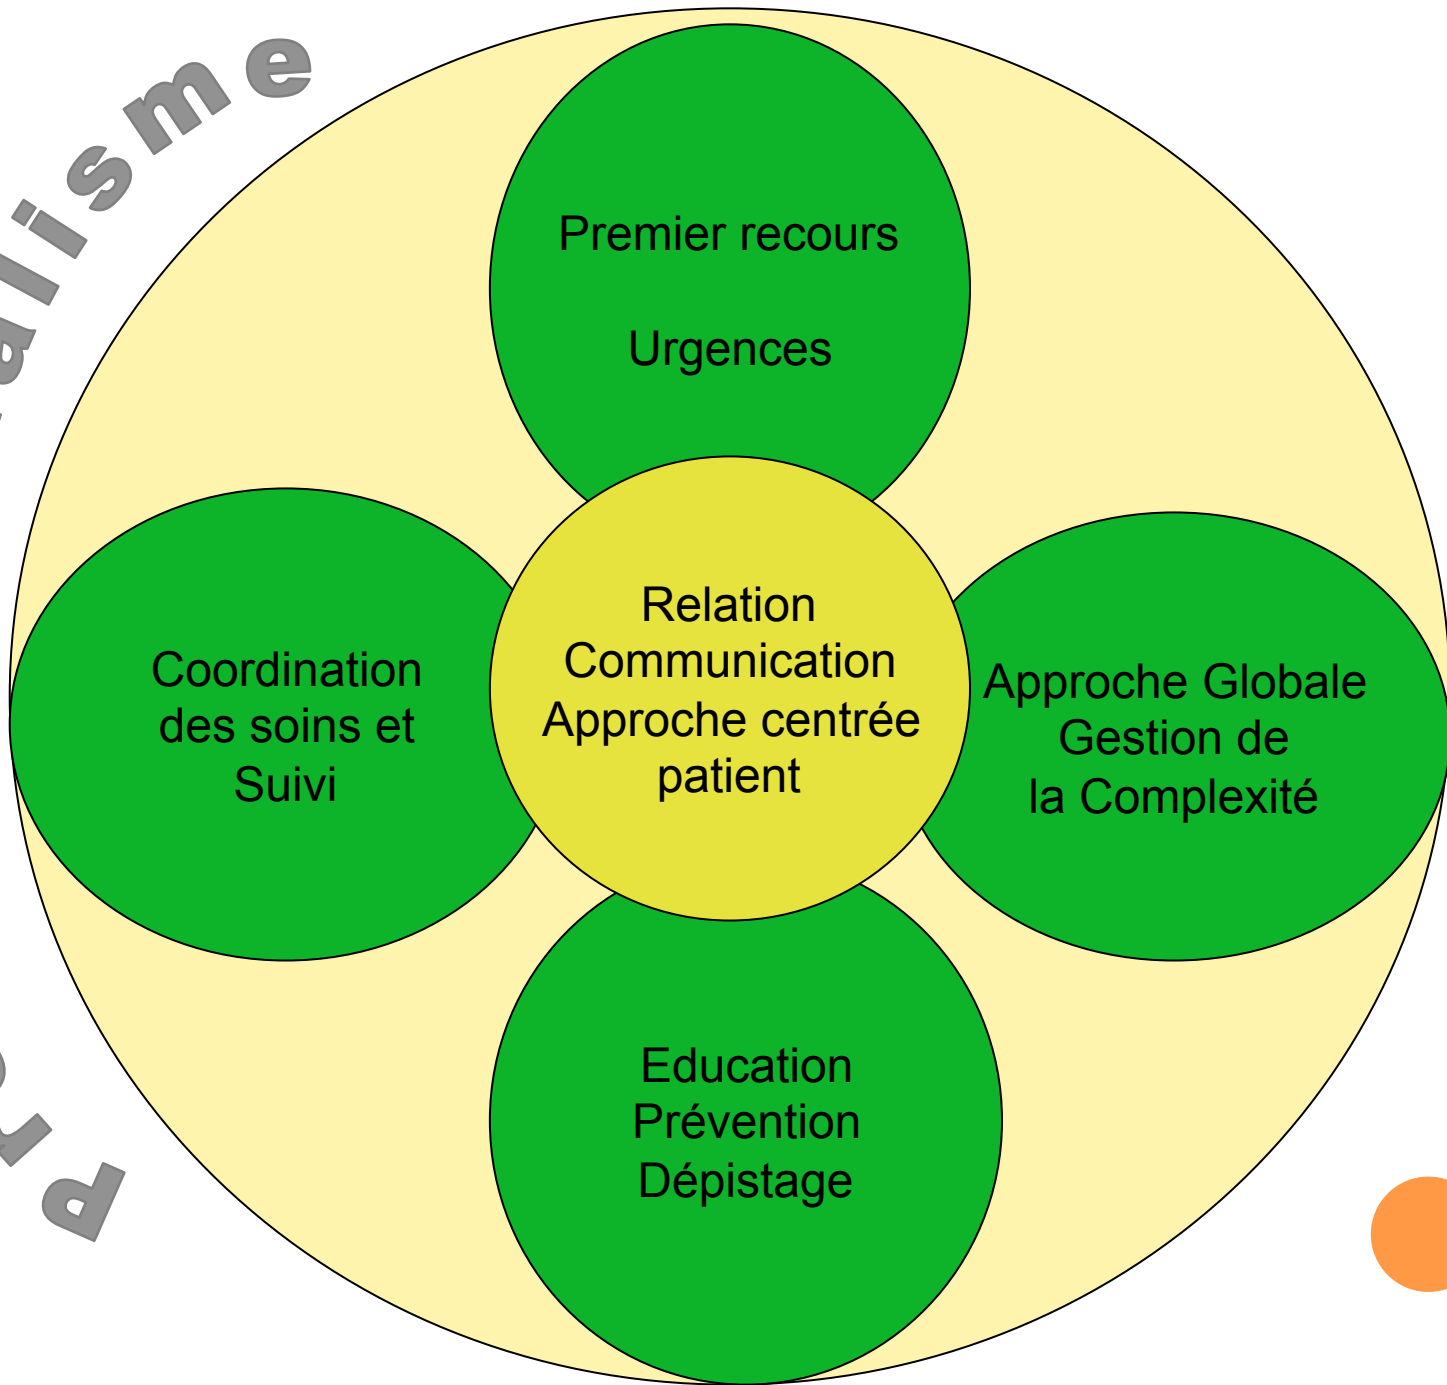 Premier recours
Urgences
Coordination
des soins et
Suivi
Relation
Communication
Approche centrée
patient
Approche Globale
Gestion de
la Complexité
Education
Prévention
Dépistage